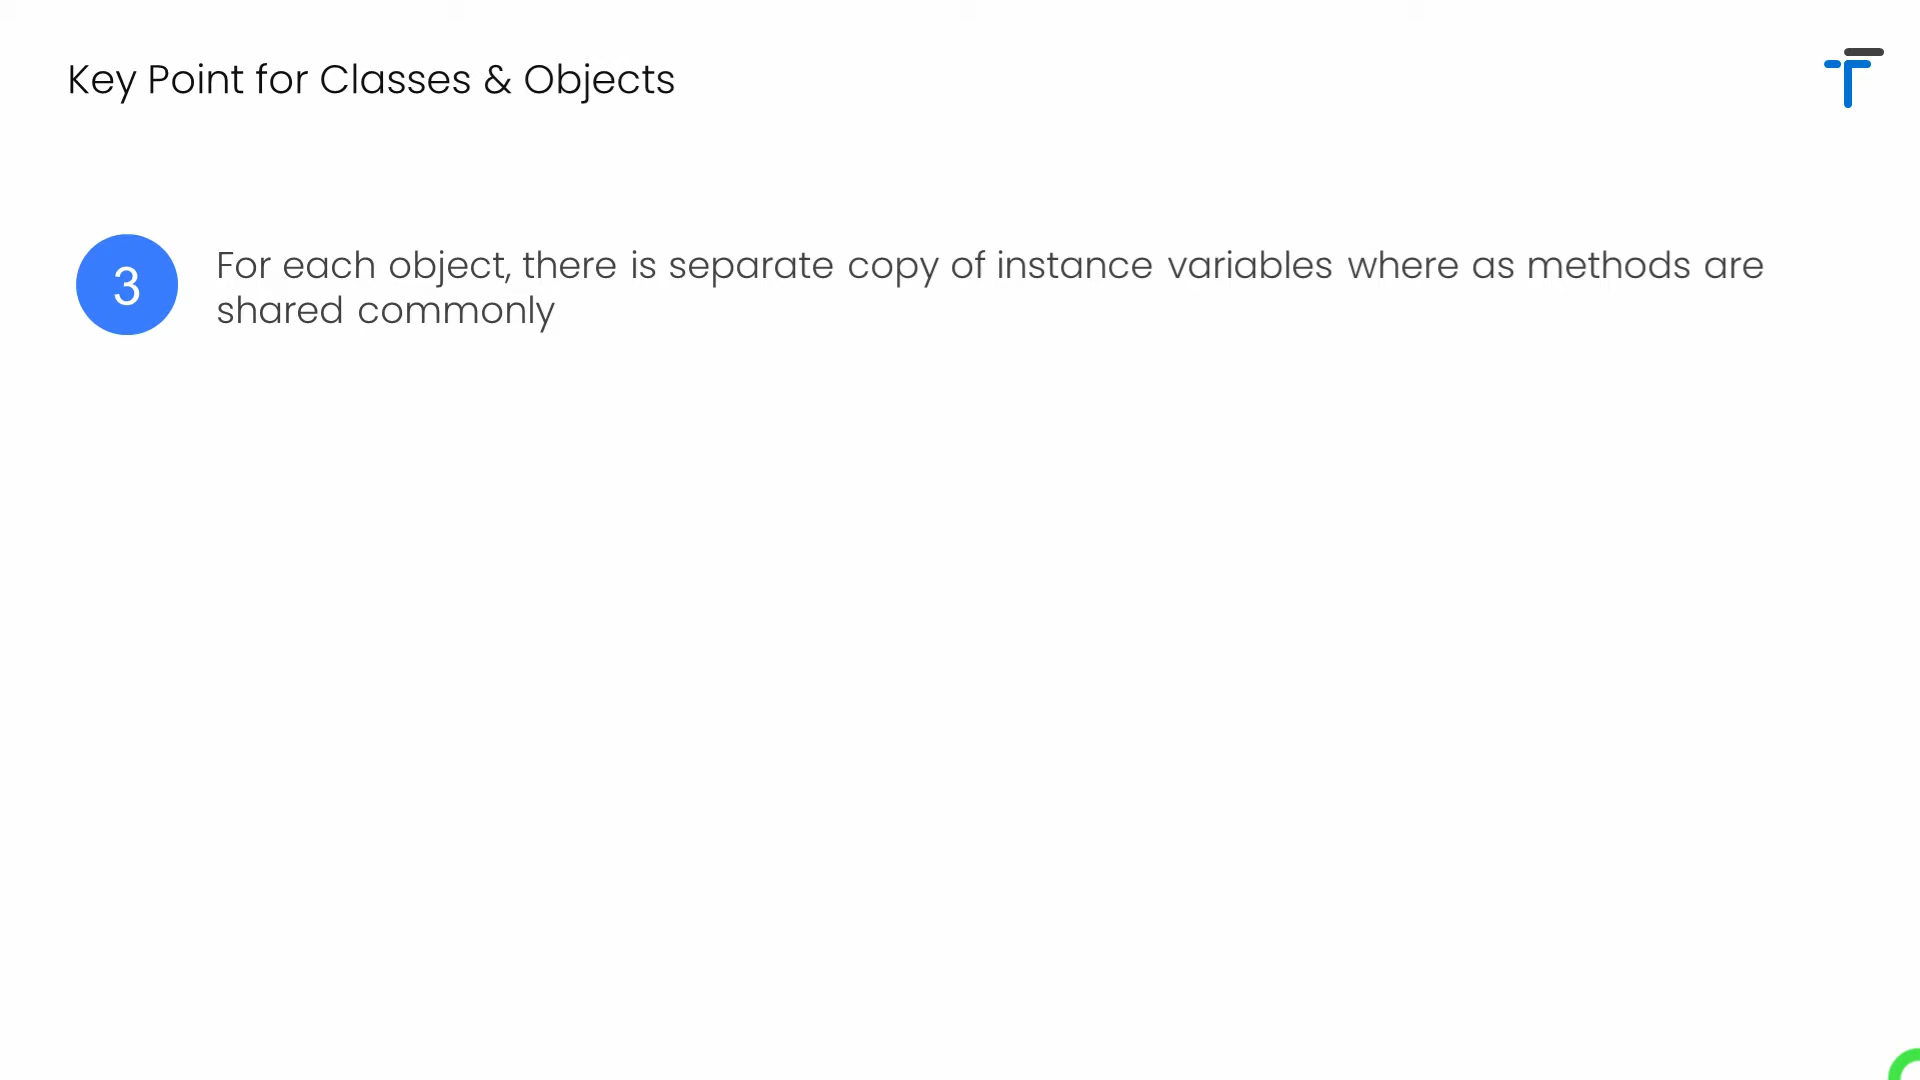 Key Point for Classes & Objects
3
For each object, there is separate copy of instance variables where as methods are
shared commonly